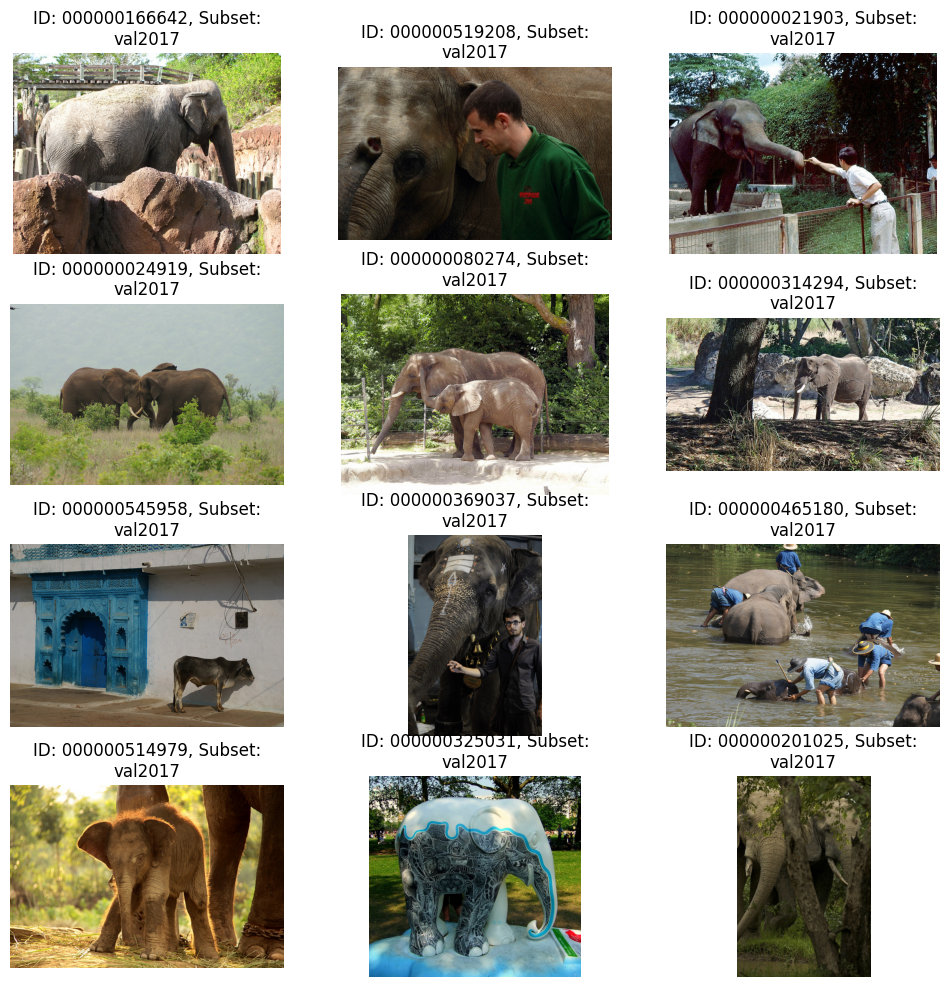 ID: 000000166642, Subset:
val2017
ID: 000000519208, Subset:
val2017
ID: 000000021903, Subset:
val2017
ID: 000000024919, Subset:
val2017
ID: 000000080274, Subset:
val2017
ID: 000000314294, Subset:
val2017
ID: 000000545958, Subset:
val2017
ID: 000000369037, Subset:
val2017
ID: 000000465180, Subset:
val2017
ID: 000000514979, Subset:
val2017
ID: 000000325031, Subset:
val2017
ID: 000000201025, Subset:
val2017